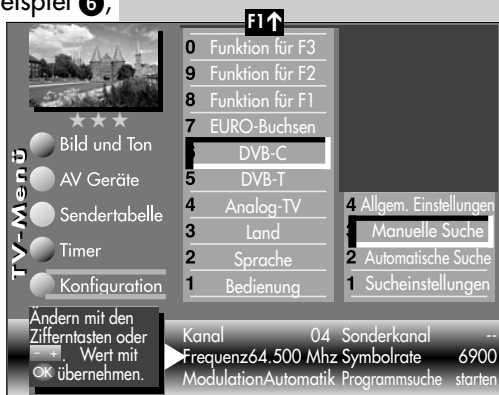 eispiel 6,
F1↑
0 Funktion für F3
9 Funktion für F2
8 Funktion für F1
7 EURO-Buchsen
DVB-C
5 DVB-T
4 Analog-TV
3 Land
2 Sprache
1 Bedienung
TV-Menü
Bild und Ton
AV Geräte
Sendertabelle
Timer
Konfiguration
4 Allgem. Einstellungen
Manuelle Suche
2 Automatische Suche
1 Sucheinstellungen
Ändern mit den
Zifferntasten oder
- + . Wert mit
OK übernehmen.
Kanal 04 Sonderkanal --
Frequenz64.500 Mhz Symbolrate 6900
ModulationAutomatik Programmsuche starten